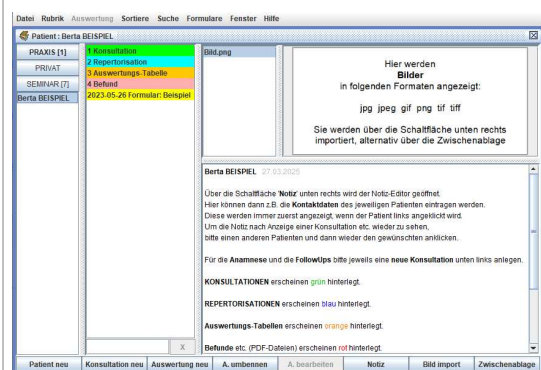 Datei Rubrik Auswertung Sortiere Suche Formulare Fenster Hilfe
Patient : Berta BEISPIEL
PRAXIS [1]
PRIVAT
SEMINAR [7]
Berta BEISPIEL
1 Konsultation
2 Repertorisation
3 Auswertungs-Tabelle
4 Befund
2023-05-26 Formular: Beispiel
X
Bild.png
Hier werden
Bilder
in folgenden Formaten angezeigt:
jpg jpeg gif png tif tiff
Sie werden über die Schaltfläche unten rechts
importiert, alternativ über die Zwischenablage
Berta BEISPIEL 27.03.2025
Über die Schaltfläche 'Notiz' unten rechts wird der Notiz-Editor geöffnet.
Hier können dann z.B. die Kontaktdaten des jeweiligen Patienten eintragen werden.
Diese werden immer zuerst angezeigt, wenn der Patient links angeklickt wird.
Um die Notiz nach Anzeige einer Konsultation etc. wieder zu sehen,
bitte einen anderen Patienten und dann wieder den gewünschten anklicken.
Für die Anamnese und die FollowUps bitte jeweils eine neue Konsultation unten links anlegen.
KONSULTATIONEN erscheinen grün hinterlegt.
REPERTORISATIONEN erscheinen blau hinterlegt.
Auswertungs-Tabellen erscheinen orange hinterlegt.
Befunde etc. (PDF-Dateien) erscheinen rot hinterlegt.
Patient neu Konsultation neu Auswertung neu A. umbennen A. bearbeiten Notiz Bild import Zwischenablage